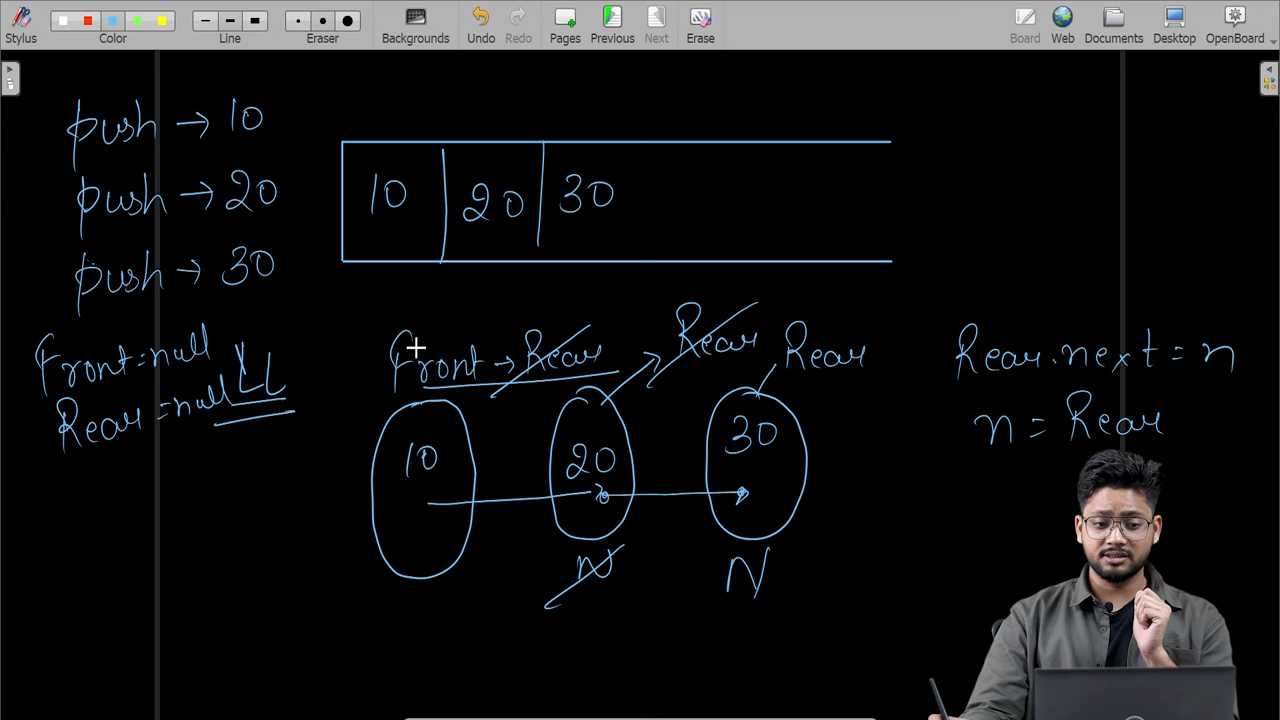 Stylus Color Line Eraser Backgrounds Undo Redo Pages Previous Next Erase Board Web Documents Desktop OpenBoard
push → 10
push → 20
push → 30
10 20 30
Front = null
Rear = null
LL
Front → Rear
Rear
Rear
10 20 30
N N
Rear.next = n
n = Rear